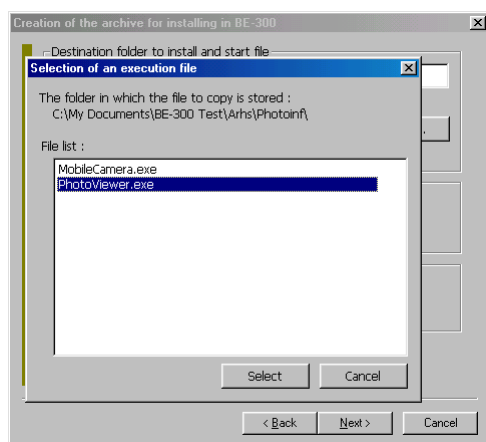 Creation of the archive for installing in BE-300
Destination folder to install and start file
Selection of an execution file
The folder in which the file to copy is stored :
C:\My Documents\BE-300 Test\Arhs\Photoinf\
File list :
MobileCamera.exe
PhotoViewer.exe
Select
Cancel
< Back
Next >
Cancel